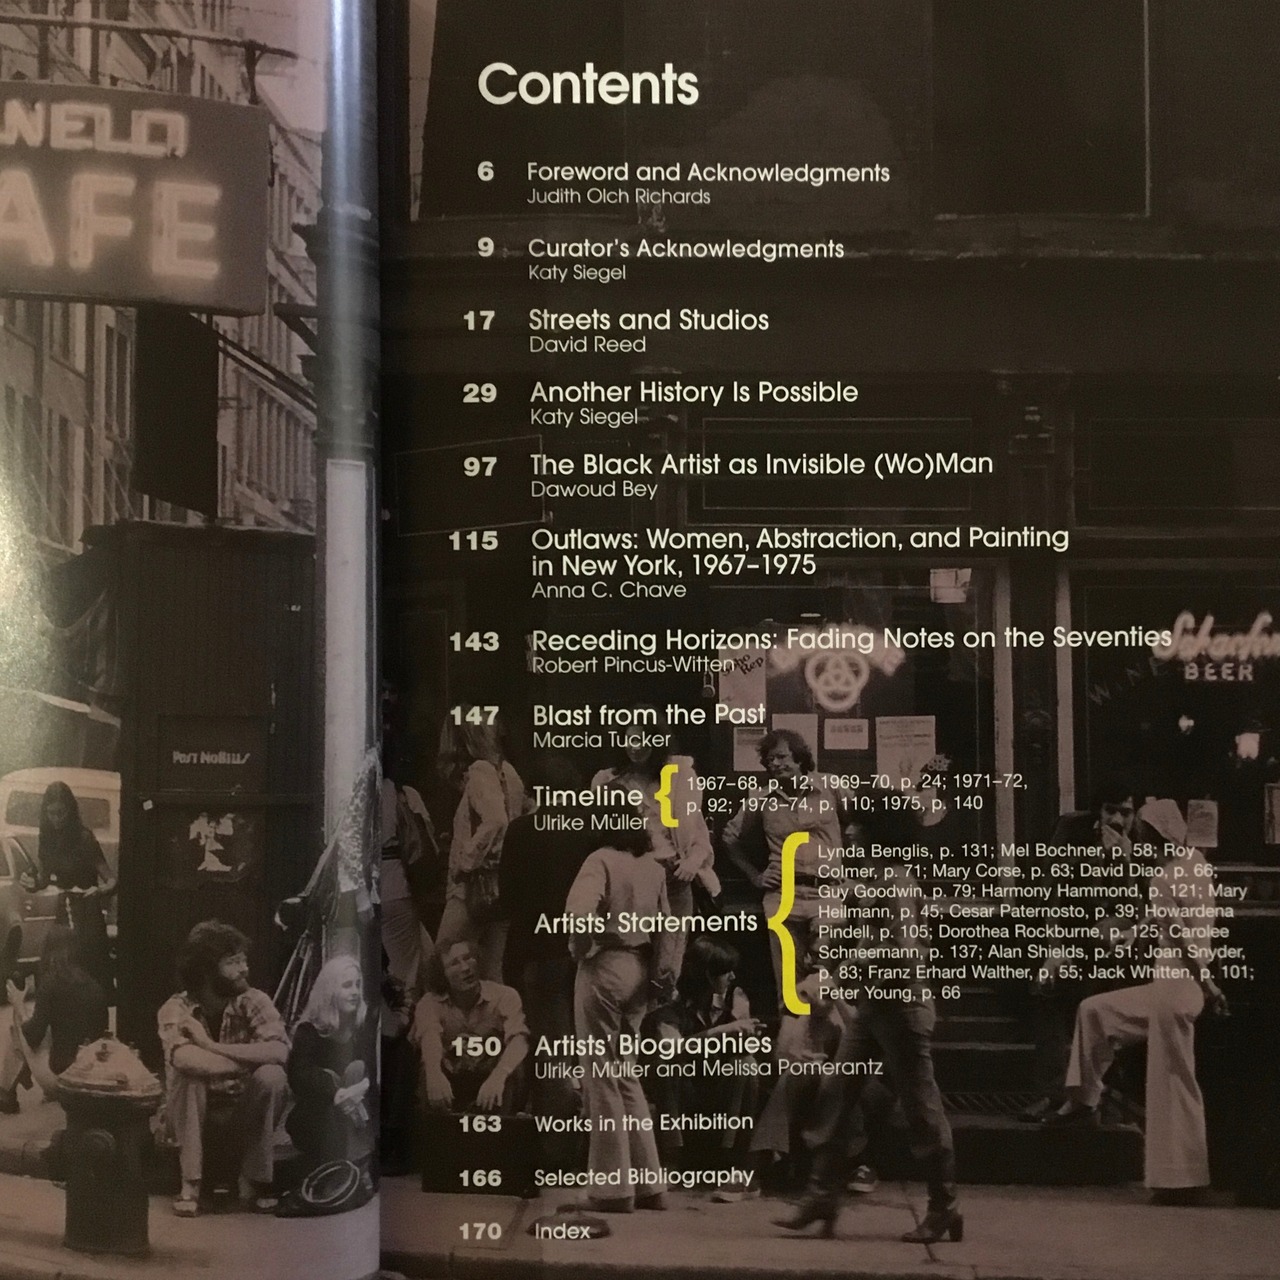 NELO
AFE
POST NO BILLS
Contents
6 Foreword and Acknowledgments
Judith Olch Richards
9 Curator's Acknowledgments
Katy Siegel
17 Streets and Studios
David Reed
29 Another History Is Possible
Katy Siegel
97 The Black Artist as Invisible (Wo)Man
Dawoud Bey
115 Outlaws: Women, Abstraction, and Painting
in New York, 1967–1975
Anna C. Chave
143 Receding Horizons: Fading Notes on the Seventies
Robert Pincus-Witten
147 Blast from the Past
Marcia Tucker
Timeline
Ulrike Müller
1967–68, p. 12; 1969–70, p. 24; 1971–72,
p. 92; 1973–74, p. 110; 1975, p. 140
Artists' Statements
Lynda Benglis, p. 131; Mel Bochner, p. 58; Roy
Colmer, p. 71; Mary Corse, p. 63; David Diao, p. 66;
Guy Goodwin, p. 79; Harmony Hammond, p. 121; Mary
Heilmann, p. 45; Cesar Paternosto, p. 39; Howardena
Pindell, p. 105; Dorothea Rockburne, p. 125; Carolee
Schneemann, p. 137; Alan Shields, p. 51; Joan Snyder,
p. 83; Franz Erhard Walther, p. 55; Jack Whitten, p. 101;
Peter Young, p. 66
150 Artists' Biographies
Ulrike Müller and Melissa Pomerantz
163 Works in the Exhibition
166 Selected Bibliography
170 Index
BEER